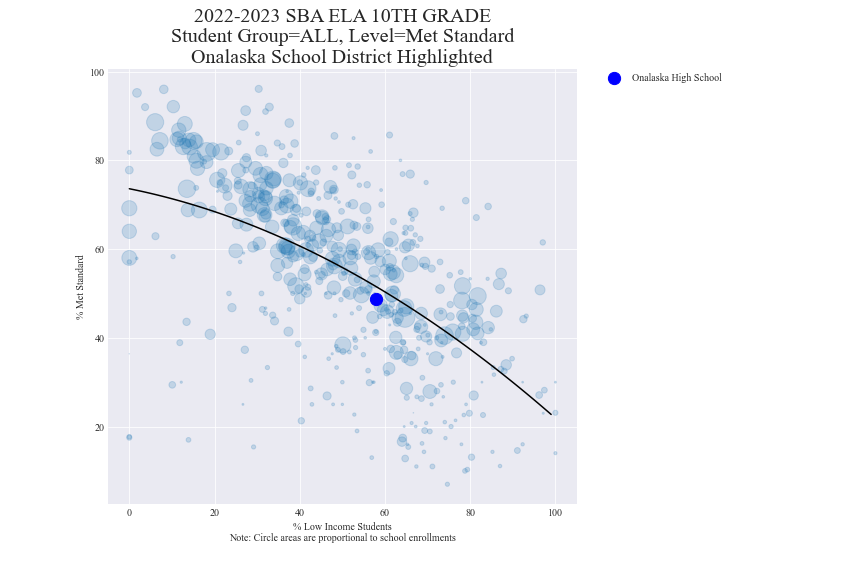 2022-2023 SBA ELA 10TH GRADE
Student Group=ALL, Level=Met Standard
Onalaska School District Highlighted
Onalaska High School
% Met Standard
100
80
60
40
20
0 20 40 60 80 100
% Low Income Students
Note: Circle areas are proportional to school enrollments